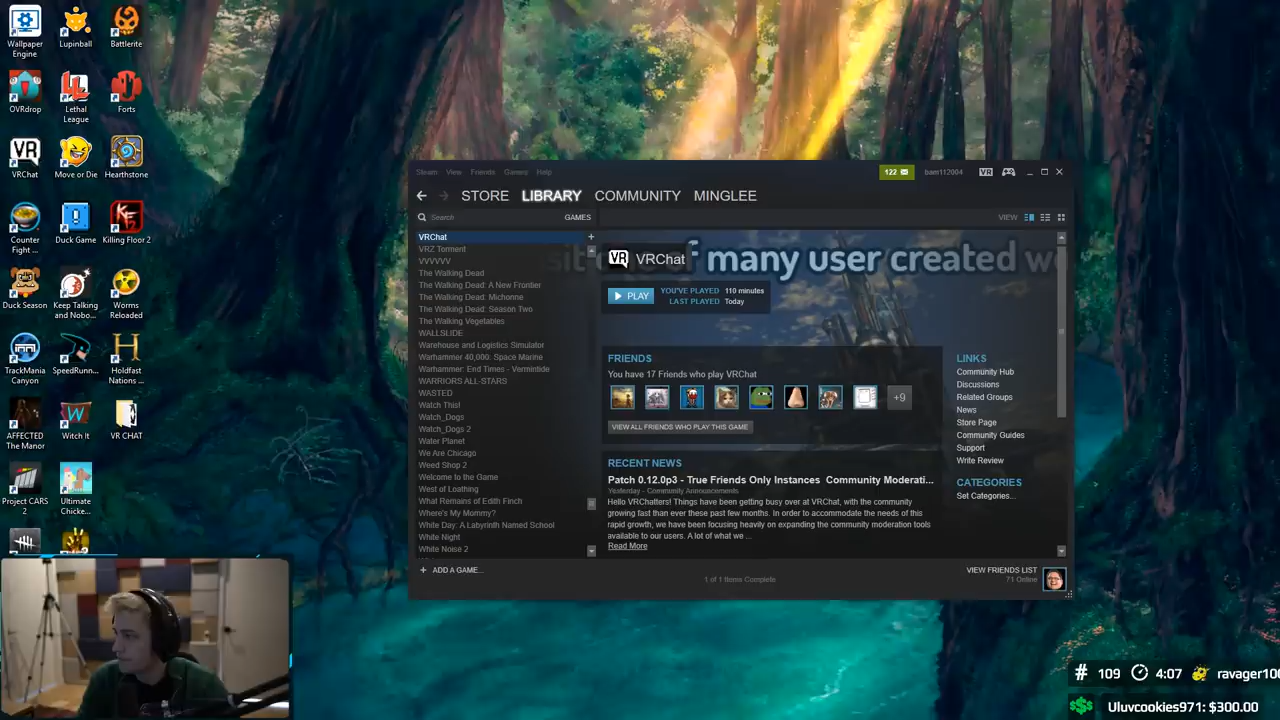 Wallpaper
Engine
Lupinball
Battlerite
OVRdrop
Lethal
League
Forts
VR
VRChat
Move or Die
Hearthstone
Counter
Fight ...
Duck Game
KF2
Killing Floor 2
Duck Season
Keep Talking
and Nobo...
Worms
Reloaded
TrackMania
Canyon
SpeedRunn...
H
Holdfast
Nations ...
AFFECTED
The Manor
W
Witch It
VR CHAT
Project CARS
2
Ultimate
Chicke...
Steam View Friends Games Help
122
bam112004
VR
STORE LIBRARY COMMUNITY MINGLEE
Search
GAMES
VIEW
VRChat
VRZ Torment
VVVVVV
The Walking Dead
The Walking Dead: A New Frontier
The Walking Dead: Michonne
The Walking Dead: Season Two
The Walking Vegetables
WALLSLIDE
Warehouse and Logistics Simulator
Warhammer 40,000: Space Marine
Warhammer: End Times - Vermintide
WARRIORS ALL-STARS
WASTED
Watch This!
Watch_Dogs
Watch_Dogs 2
Water Planet
We Are Chicago
Weed Shop 2
Welcome to the Game
West of Loathing
What Remains of Edith Finch
Where's My Mommy?
White Day: A Labyrinth Named School
White Night
White Noise 2
+ ADD A GAME...
of many user created
VR VRChat
PLAY
YOU'VE PLAYED 110 minutes
LAST PLAYED Today
FRIENDS
You have 17 Friends who play VRChat
+9
VIEW ALL FRIENDS WHO PLAY THIS GAME
RECENT NEWS
Patch 0.12.0p3 - True Friends Only Instances Community Moderati...
Yesterday - Community Announcements
Hello VRChatters! Things have been getting busy over at VRChat, with the community
growing fast than ever these past few months. In order to accommodate the needs of this
rapid growth, we have been focusing heavily on expanding the community moderation tools
available to our users. A lot of what we ...
Read More
LINKS
Community Hub
Discussions
Related Groups
News
Store Page
Community Guides
Support
Write Review
CATEGORIES
Set Categories...
1 of 1 Items Complete
VIEW FRIENDS LIST
71 Online
# 109 4:07 ravager100
Uluvcookies971: $300.00